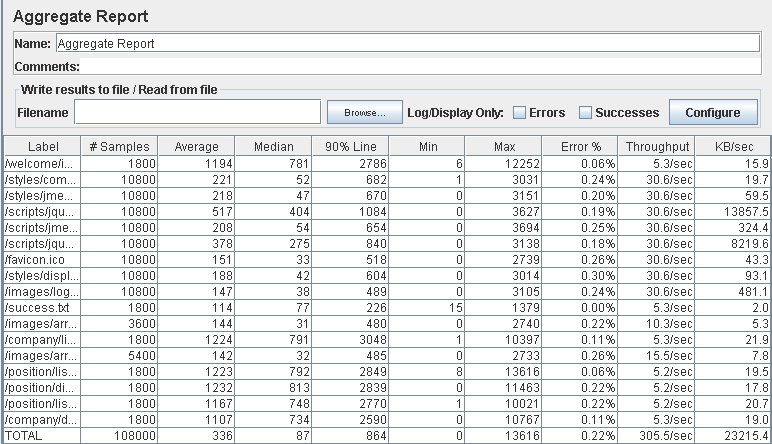 Aggregate Report
Name: Aggregate Report
Comments:
Write results to file / Read from file
Filename Browse... Log/Display Only: Errors Successes Configure
Label # Samples Average Median 90% Line Min Max Error % Throughput KB/sec
/welcome/i... 1800 1194 781 2786 6 12252 0.06% 5.3/sec 15.9
/styles/com... 10800 221 52 682 1 3031 0.24% 30.6/sec 19.7
/styles/jme... 10800 218 47 670 0 3151 0.20% 30.6/sec 59.5
/scripts/jqu... 10800 517 404 1084 0 3627 0.19% 30.6/sec 13857.5
/scripts/jme... 10800 208 54 654 0 3694 0.25% 30.6/sec 324.4
/scripts/jqu... 10800 378 275 840 0 3138 0.18% 30.6/sec 8219.6
/favicon.ico 10800 151 33 518 0 2739 0.26% 30.6/sec 43.3
/styles/displ... 10800 188 42 604 0 3014 0.30% 30.6/sec 93.1
/images/log... 10800 147 38 489 0 3105 0.24% 30.6/sec 481.1
/success.txt 1800 114 77 226 15 1379 0.00% 5.3/sec 2.0
/images/arr... 3600 144 31 480 0 2740 0.22% 10.3/sec 5.3
/company/li... 1800 1224 791 3048 1 10397 0.11% 5.3/sec 21.9
/images/arr... 5400 142 32 485 0 2733 0.26% 15.5/sec 7.8
/position/lis... 1800 1223 792 2849 8 13616 0.06% 5.2/sec 19.5
/position/di... 1800 1232 813 2839 0 11463 0.22% 5.2/sec 17.8
/position/lis... 1800 1167 748 2770 1 10021 0.22% 5.2/sec 20.7
/company/d... 1800 1107 734 2590 0 10767 0.11% 5.2/sec 19.0
TOTAL 108000 336 87 864 0 13616 0.22% 305.5/sec 23215.4